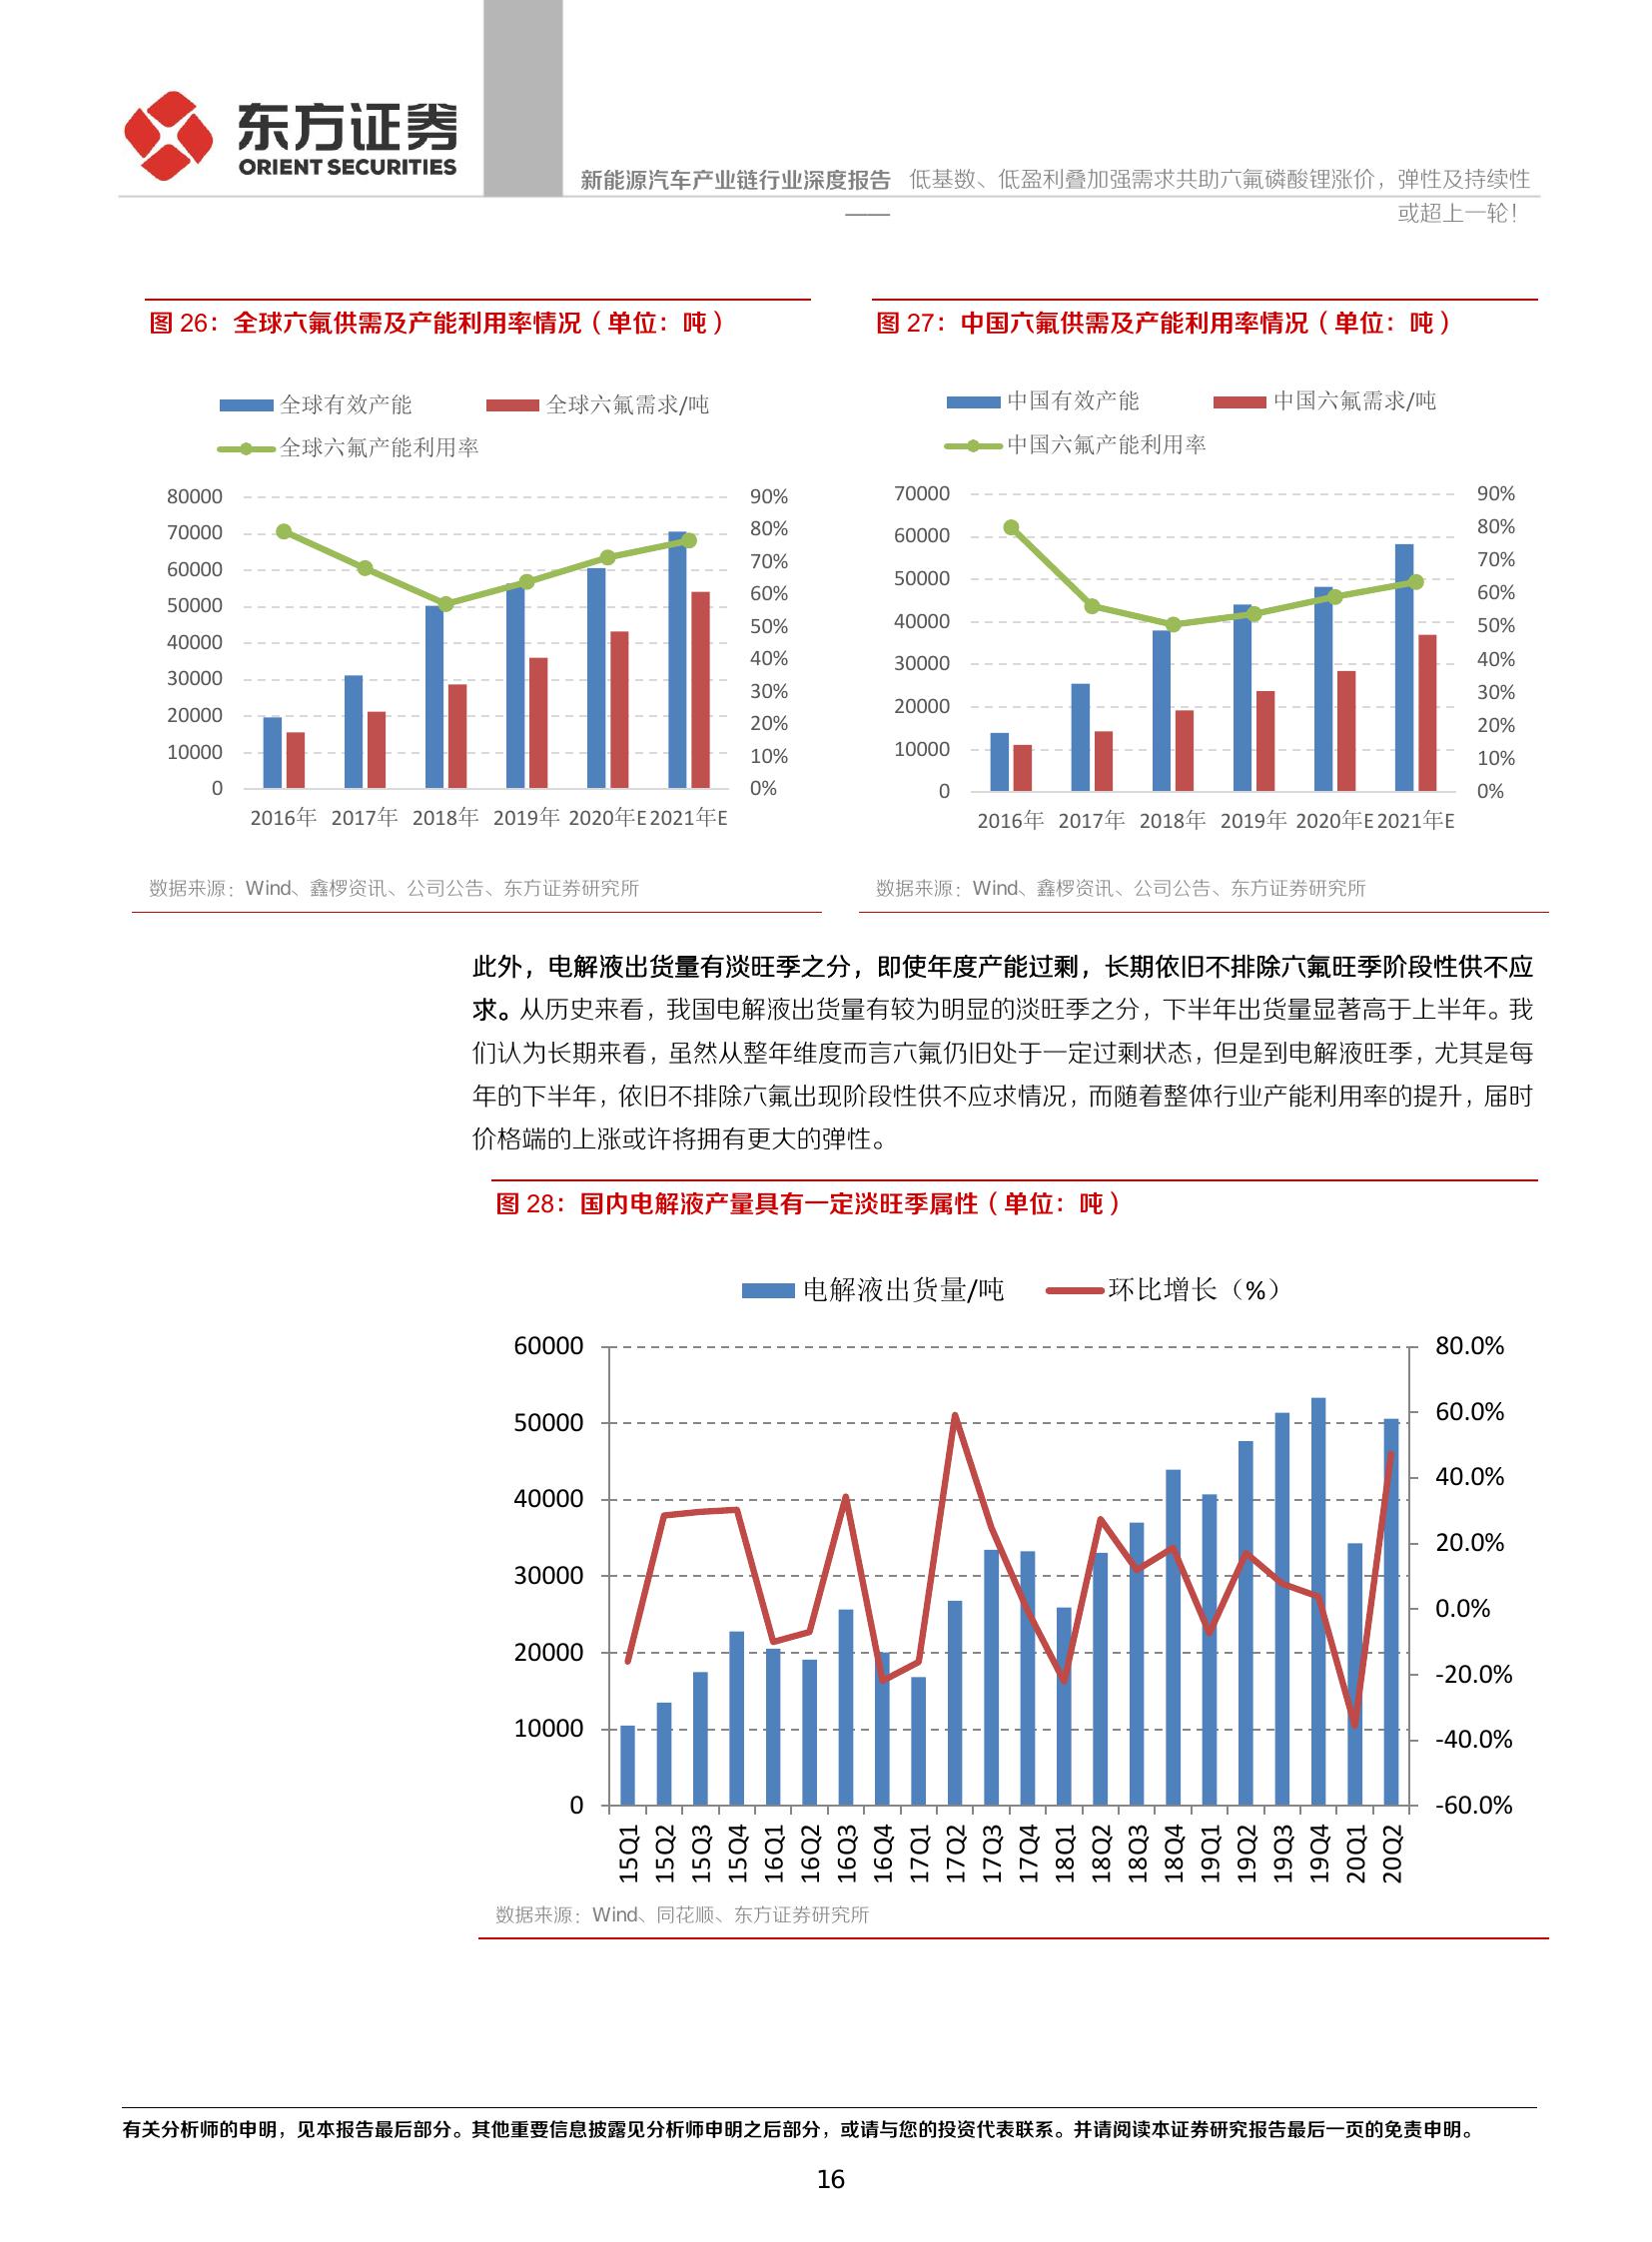 东方证券
ORIENT SECURITIES
新能源汽车产业链行业深度报告 —— 低基数、低盈利叠加强需求共助六氟磷酸锂涨价，弹性及持续性
或超上一轮！
图 26：全球六氟供需及产能利用率情况（单位：吨）
全球有效产能 全球六氟需求/吨
全球六氟产能利用率
80000 90%
70000 80%
60000 70%
50000 60%
40000 50%
30000 40%
20000 30%
10000 20%
0 10%
0%
2016年 2017年 2018年 2019年 2020年E 2021年E
数据来源：Wind、鑫椤资讯、公司公告、东方证券研究所
图 27：中国六氟供需及产能利用率情况（单位：吨）
中国有效产能 中国六氟需求/吨
中国六氟产能利用率
70000 90%
60000 80%
50000 70%
40000 60%
30000 50%
20000 40%
10000 30%
0 20%
10%
0%
2016年 2017年 2018年 2019年 2020年E 2021年E
数据来源：Wind、鑫椤资讯、公司公告、东方证券研究所
此外，电解液出货量有淡旺季之分，即使年度产能过剩，长期依旧不排除六氟旺季阶段性供不应
求。从历史来看，我国电解液出货量有较为明显的淡旺季之分，下半年出货量显著高于上半年。我
们认为长期来看，虽然从整年维度而言六氟仍旧处于一定过剩状态，但是到电解液旺季，尤其是每
年的下半年，依旧不排除六氟出现阶段性供不应求情况，而随着整体行业产能利用率的提升，届时
价格端的上涨或许将拥有更大的弹性。
图 28：国内电解液产量具有一定淡旺季属性（单位：吨）
电解液出货量/吨 环比增长（%）
60000 80.0%
50000 60.0%
40000 40.0%
30000 20.0%
20000 0.0%
10000 -20.0%
0 -40.0%
-60.0%
15Q1 15Q2 15Q3 15Q4 16Q1 16Q2 16Q3 16Q4 17Q1 17Q2 17Q3 17Q4 18Q1 18Q2 18Q3 18Q4 19Q1 19Q2 19Q3 19Q4 20Q1 20Q2
数据来源：Wind、同花顺、东方证券研究所
有关分析师的申明，见本报告最后部分。其他重要信息披露见分析师申明之后部分，或请与您的投资代表联系。并请阅读本证券研究报告最后一页的免责申明。
16